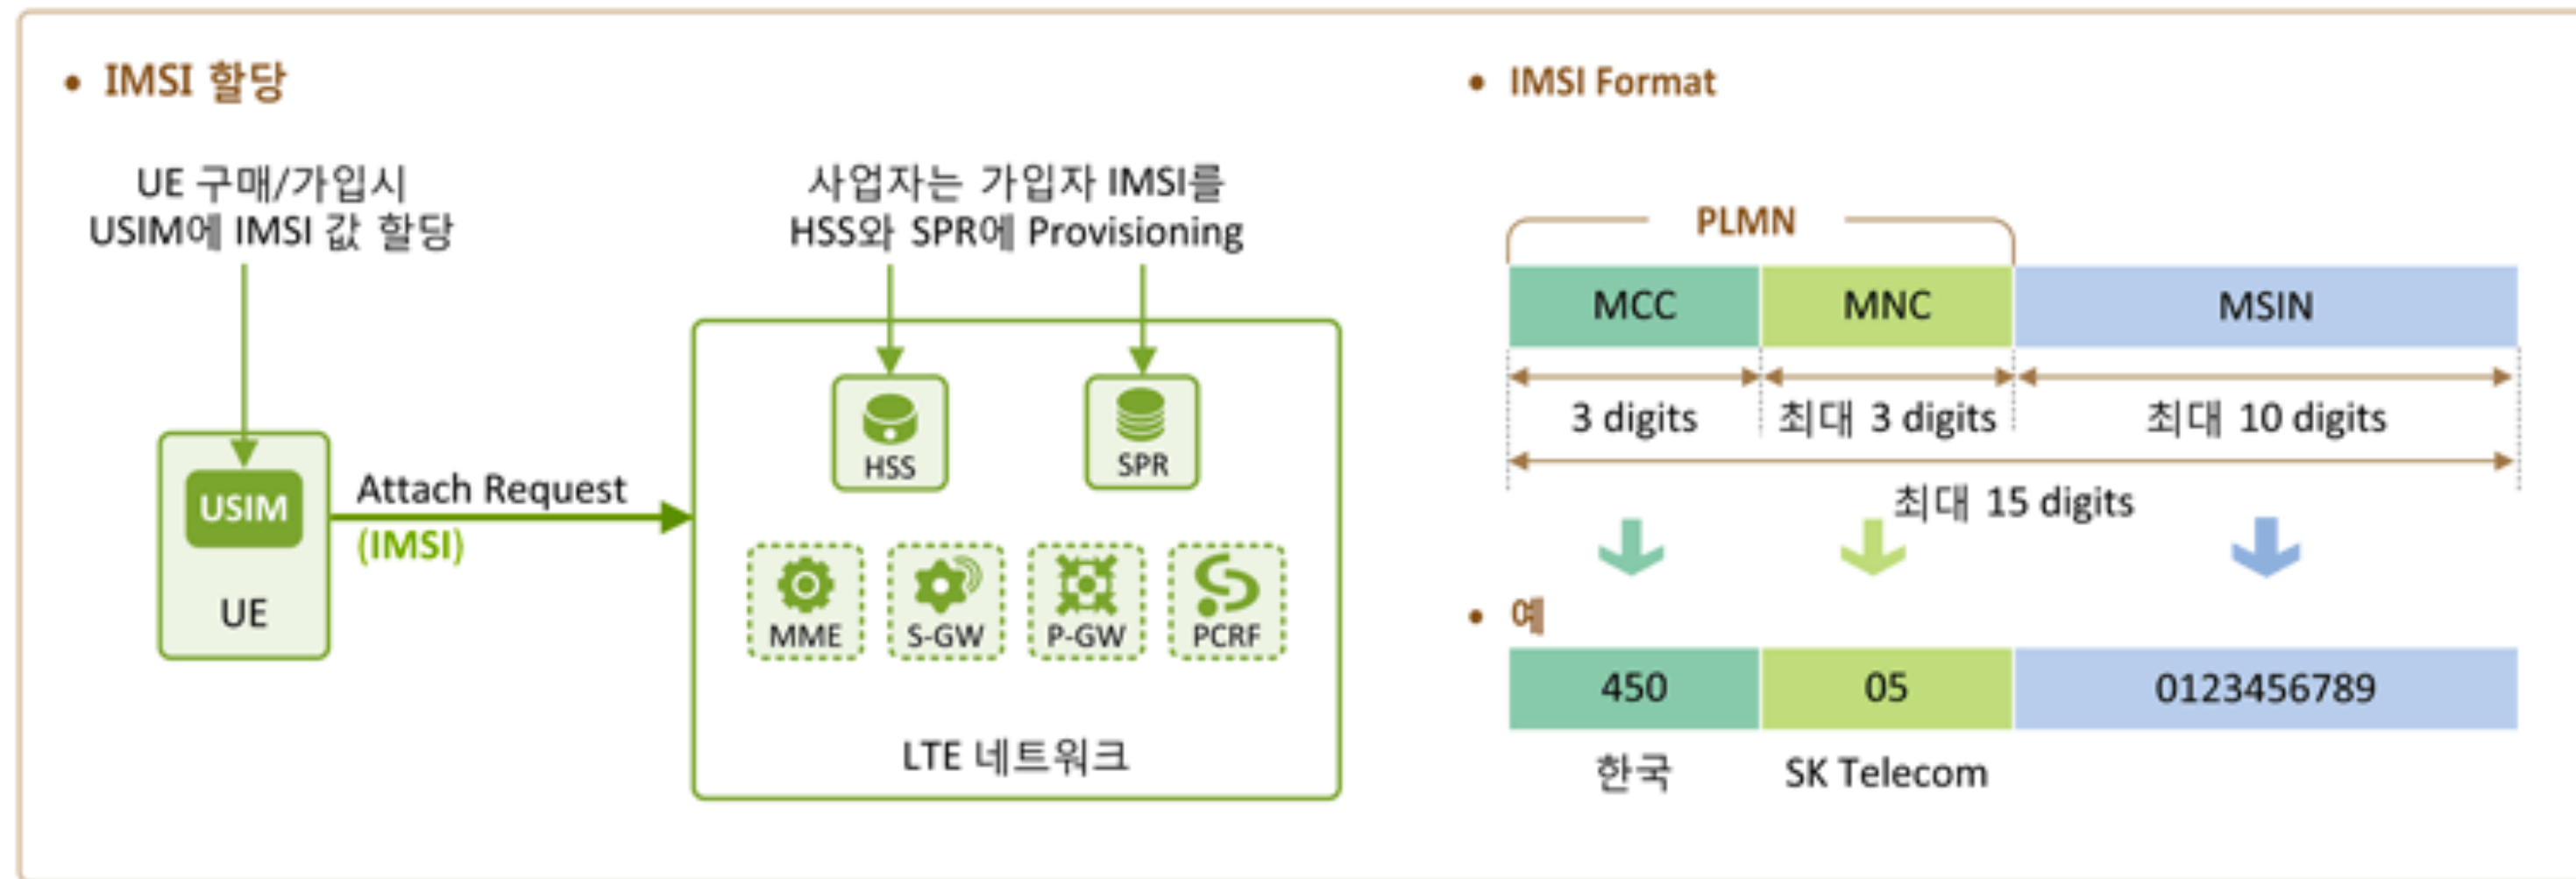 • IMSI 할당
UE 구매/가입시
USIM에 IMSI 값 할당
사업자는 가입자 IMSI를
HSS와 SPR에 Provisioning
USIM
UE
Attach Request
(IMSI)
HSS
SPR
MME
S-GW
P-GW
PCRF
LTE 네트워크
• IMSI Format
PLMN
MCC
MNC
MSIN
3 digits
최대 3 digits
최대 10 digits
최대 15 digits
• 예
450
05
0123456789
한국
SK Telecom